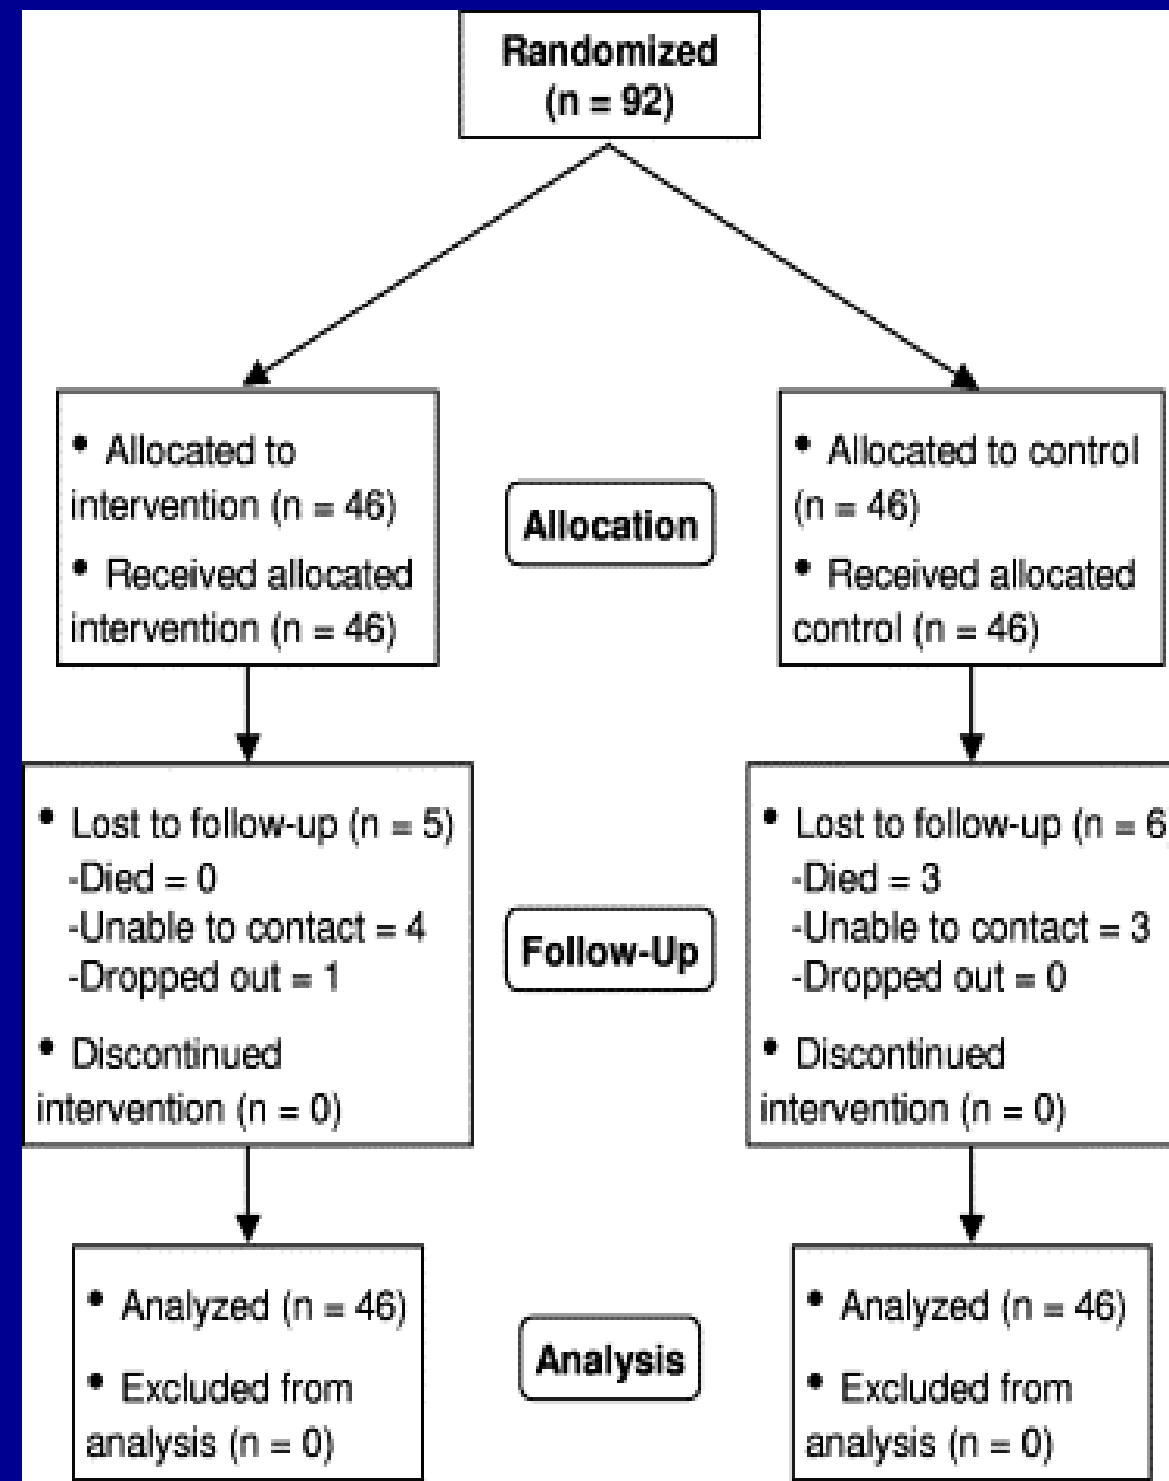 Randomized
(n = 92)
• Allocated to
intervention (n = 46)
• Received allocated
intervention (n = 46)
Allocation
• Allocated to control
(n = 46)
• Received allocated
control (n = 46)
• Lost to follow-up (n = 5)
-Died = 0
-Unable to contact = 4
-Dropped out = 1
• Discontinued
intervention (n = 0)
Follow-Up
• Lost to follow-up (n = 6)
-Died = 3
-Unable to contact = 3
-Dropped out = 0
• Discontinued
intervention (n = 0)
• Analyzed (n = 46)
• Excluded from
analysis (n = 0)
Analysis
• Analyzed (n = 46)
• Excluded from
analysis (n = 0)